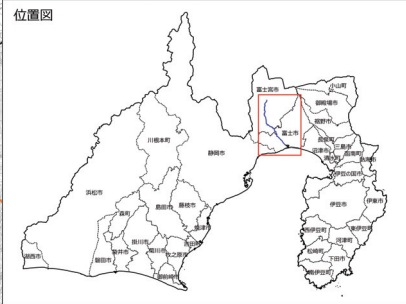 位置図
富士宮市
小山町
御殿場市
裾野市
富士市
長泉町
三島市
沼津市
清水町
函南町
熱海市
伊豆の国市
川根本町
静岡市
浜松市
伊豆市
伊東市
島田市
藤枝市
森町
焼津市
西伊豆町
東伊豆町
掛川市
吉田町
河津町
袋井市
菊川市
牧之原市
松崎町
湖西市
磐田市
下田市
御前崎市
南伊豆町